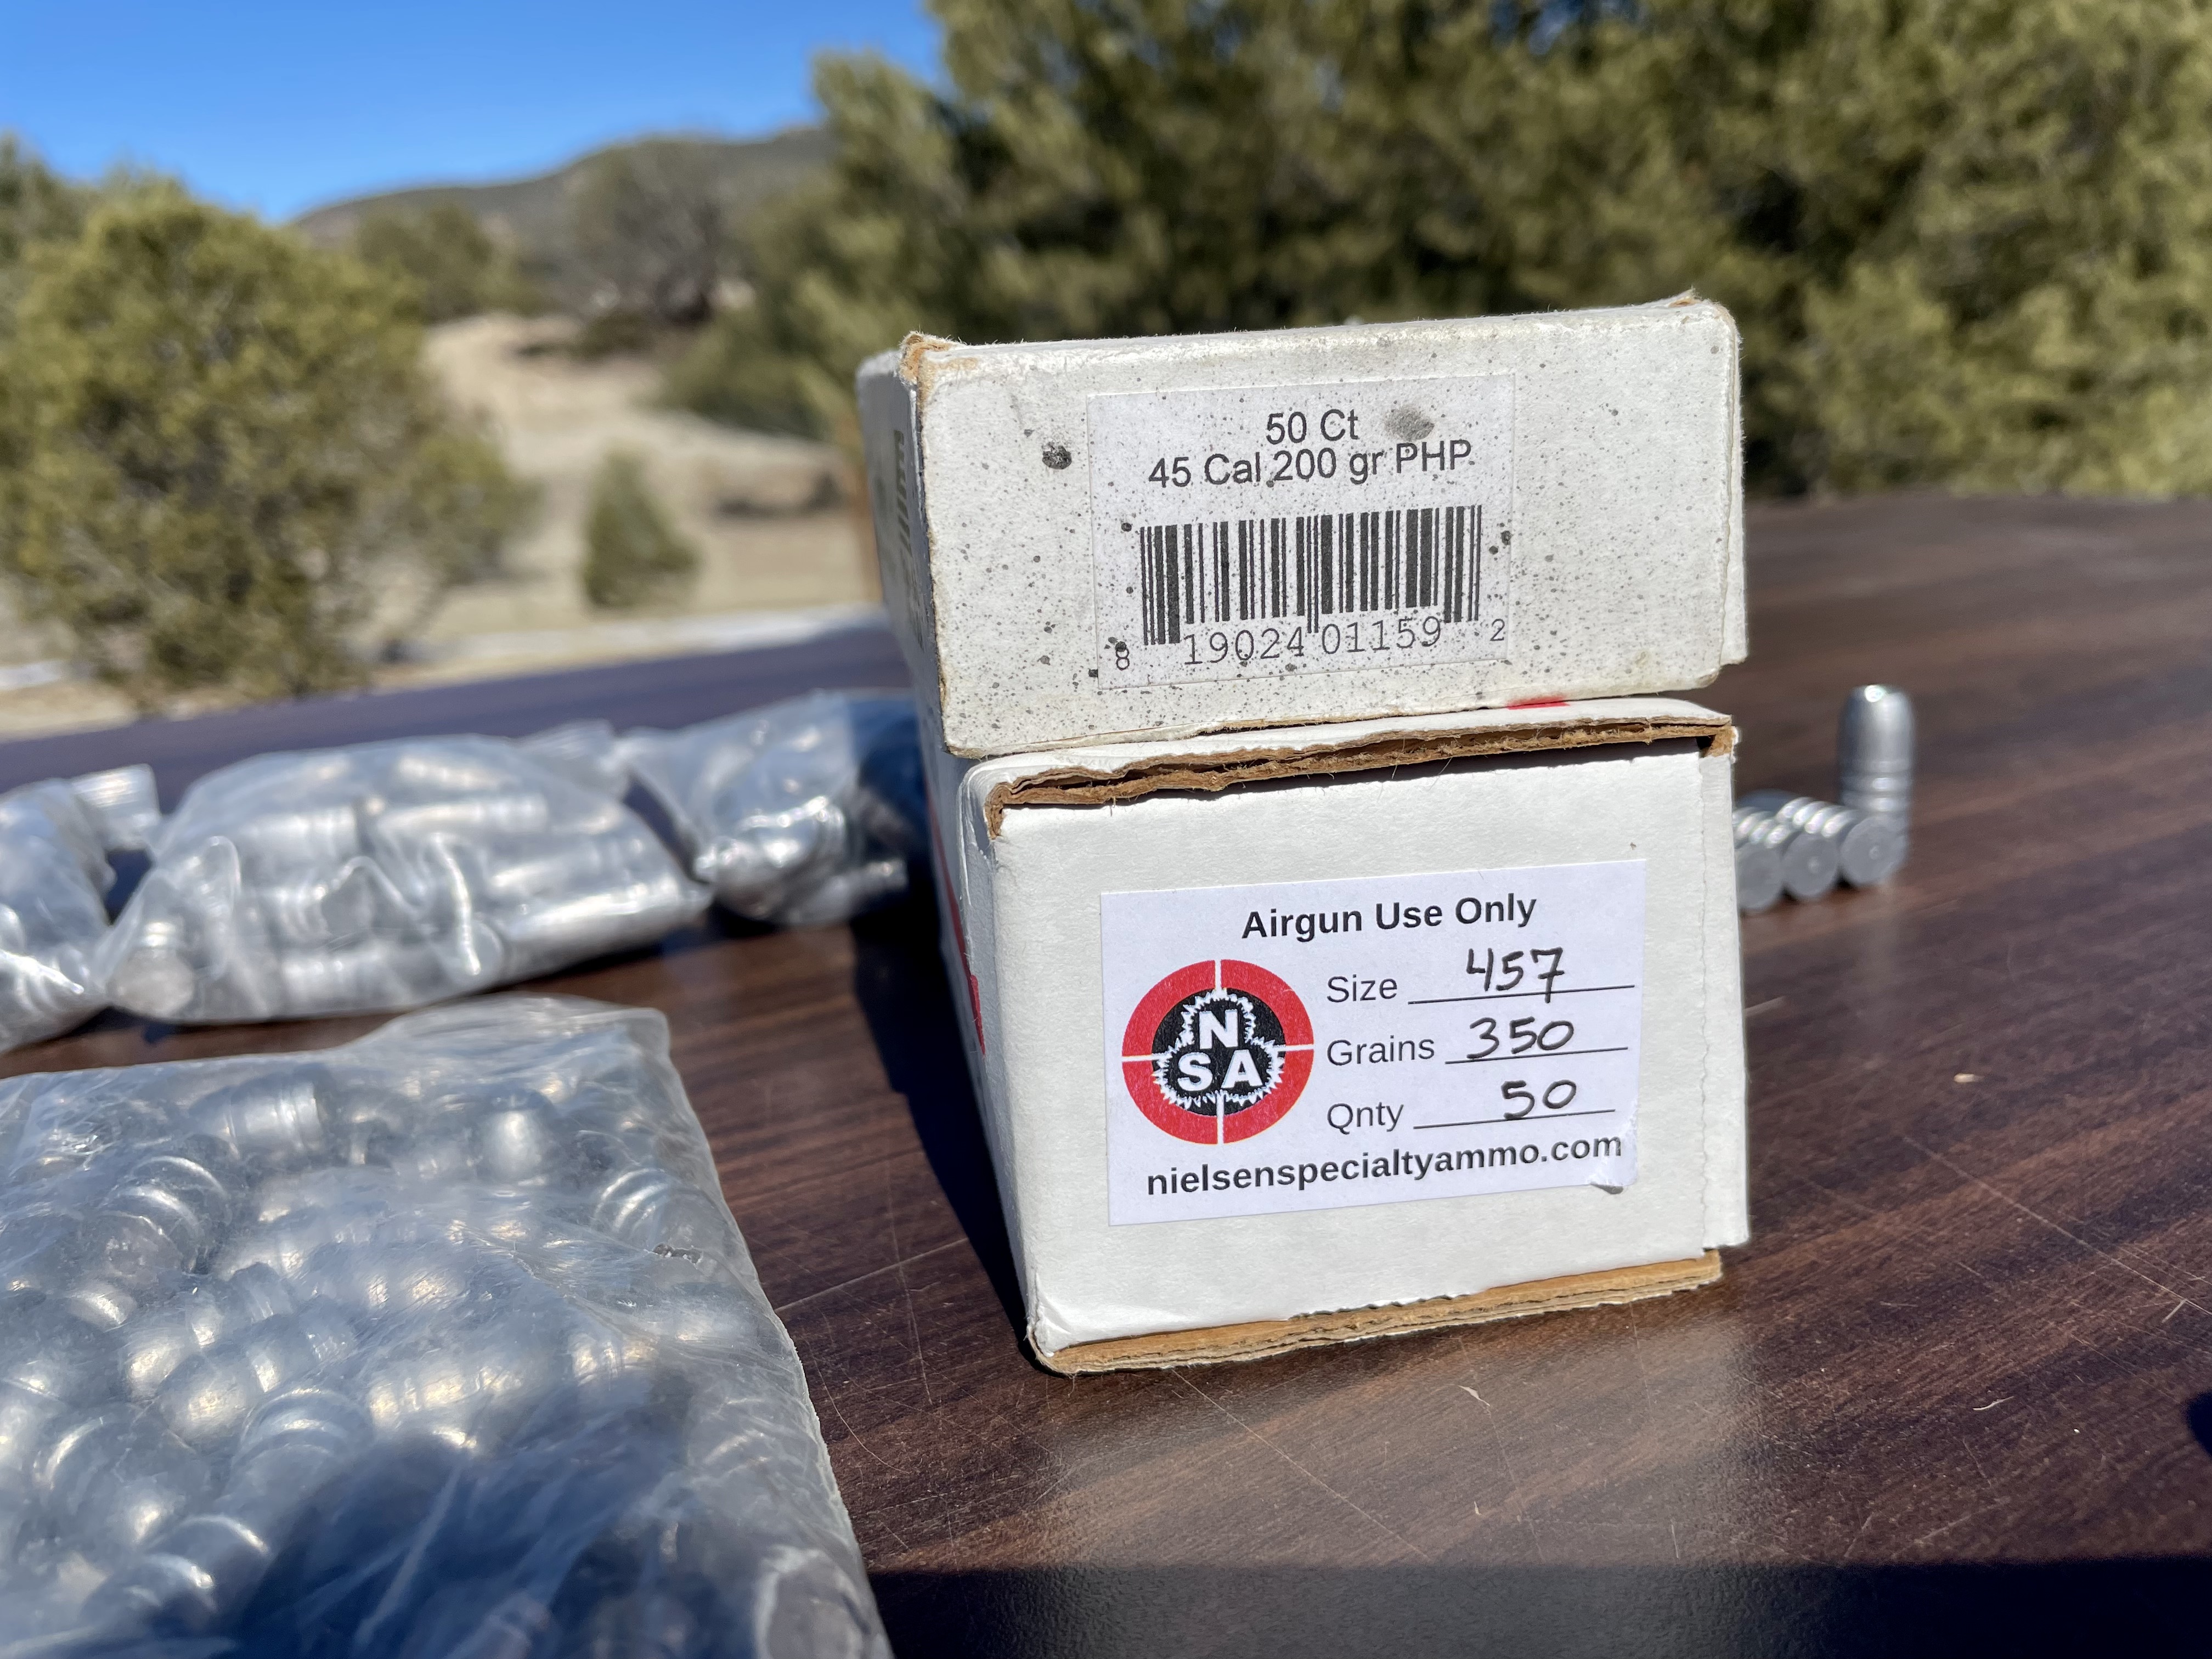 50 Ct
45 Cal 200 gr PHP
8 19024 01159 2
Airgun Use Only
NSA
Size 457
Grains 350
Qnty 50
nielsenspecialtyammo.com